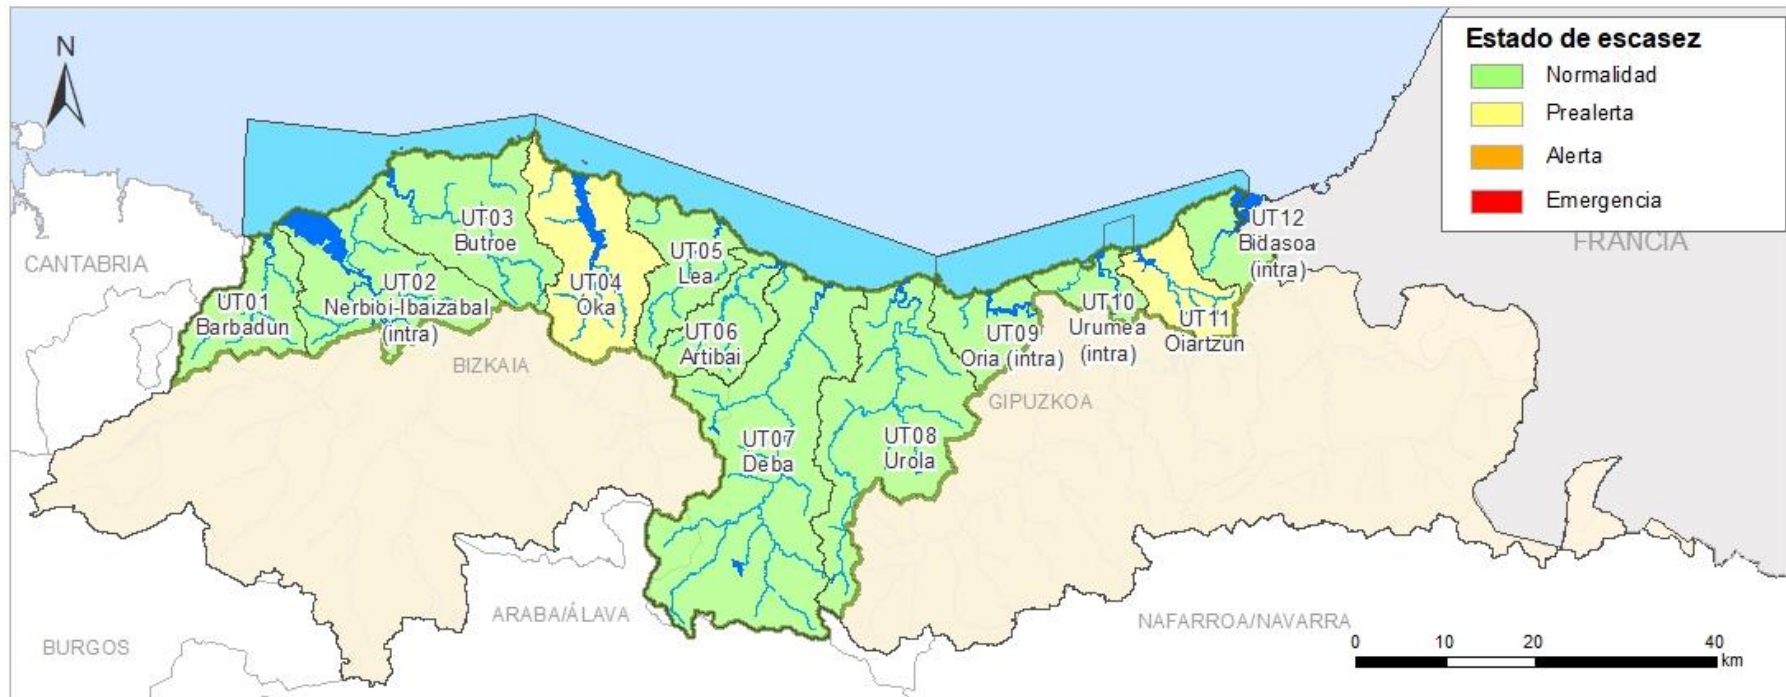 N
Estado de escasez
Normalidad
Prealerta
Alerta
Emergencia
CANTABRIA
FRANCIA
UT01
Barbadun
UT02
Nerbioi-Ibaizabal
(intra)
UT03
Butroe
UT04
Oka
UT05
Lea
UT06
Artibai
UT07
Deba
UT08
Urola
UT09
Oria (intra)
UT10
Urumea
(intra)
UT11
Oiartzun
UT12
Bidasoa
(intra)
BIZKAIA
GIPUZKOA
ARABA/ÁLAVA
NAFARROA/NAVARRA
BURGOS
0 10 20 40
km